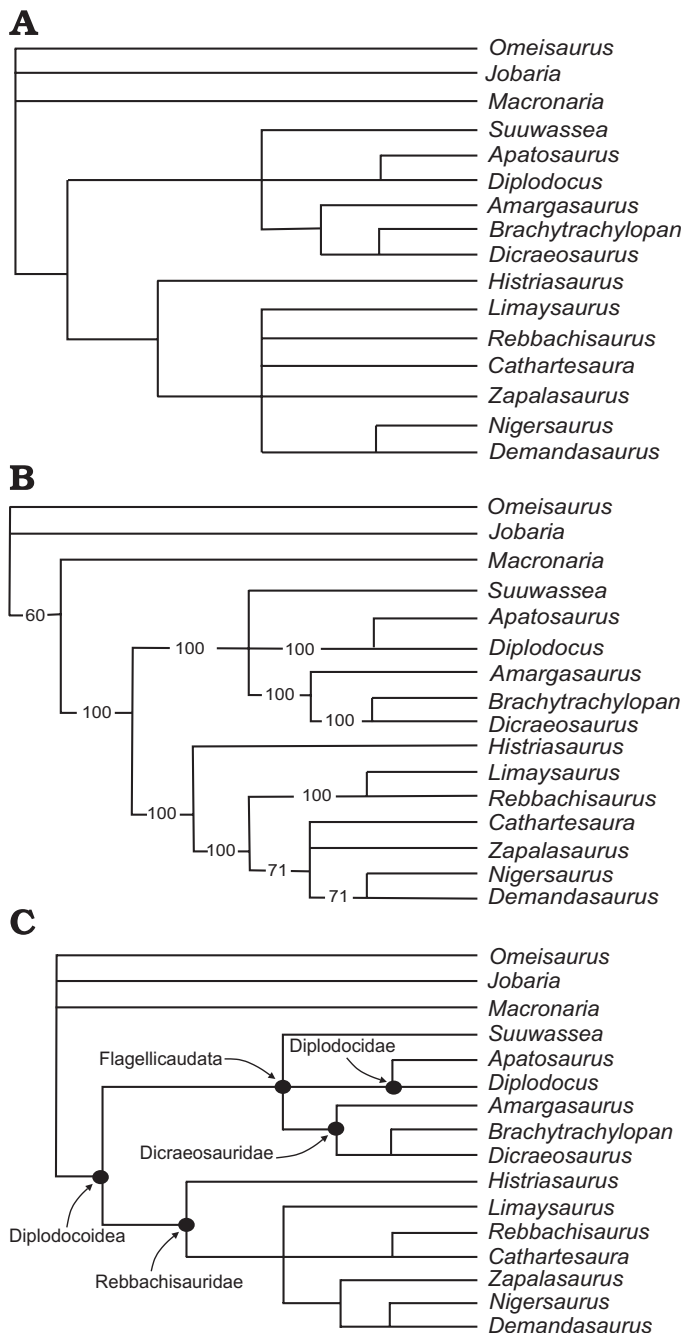 A
Omeisaurus
Jobaria
Macronaria
Suuwassea
Apatosaurus
Diplodocus
Amargasaurus
Brachytrachylopan
Dicraeosaurus
Histriasaurus
Limaysaurus
Rebbachisaurus
Cathartesaura
Zapalasaurus
Nigersaurus
Demandasaurus
B
Omeisaurus
Jobaria
Macronaria
60
Suuwassea
Apatosaurus
100
100
Diplodocus
Amargasaurus
100
Brachytrachylopan
100
100
Dicraeosaurus
Histriasaurus
Limaysaurus
100
Rebbachisaurus
100
Cathartesaura
100
Zapalasaurus
71
Nigersaurus
71
Demandasaurus
C
Omeisaurus
Jobaria
Macronaria
Suuwassea
Flagellicaudata
Diplodocidae
Apatosaurus
Diplodocus
Amargasaurus
Brachytrachylopan
Dicraeosauridae
Dicraeosaurus
Histriasaurus
Limaysaurus
Diplodocoidea
Rebbachisaurus
Cathartesaura
Rebbachisauridae
Zapalasaurus
Nigersaurus
Demandasaurus